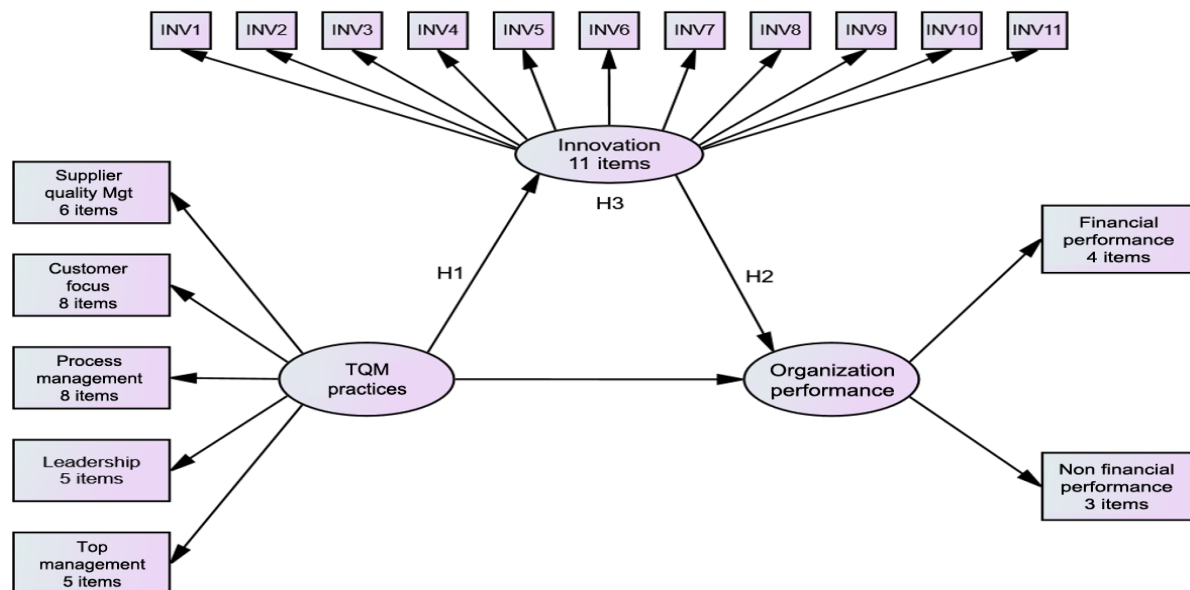 INV1
INV2
INV3
INV4
INV5
INV6
INV7
INV8
INV9
INV10
INV11
Innovation
11 items
H3
Supplier
quality Mgt
6 items
Customer
focus
8 items
Process
management
8 items
Leadership
5 items
Top
management
5 items
H1
H2
TQM
practices
Organization
performance
Financial
performance
4 items
Non financial
performance
3 items